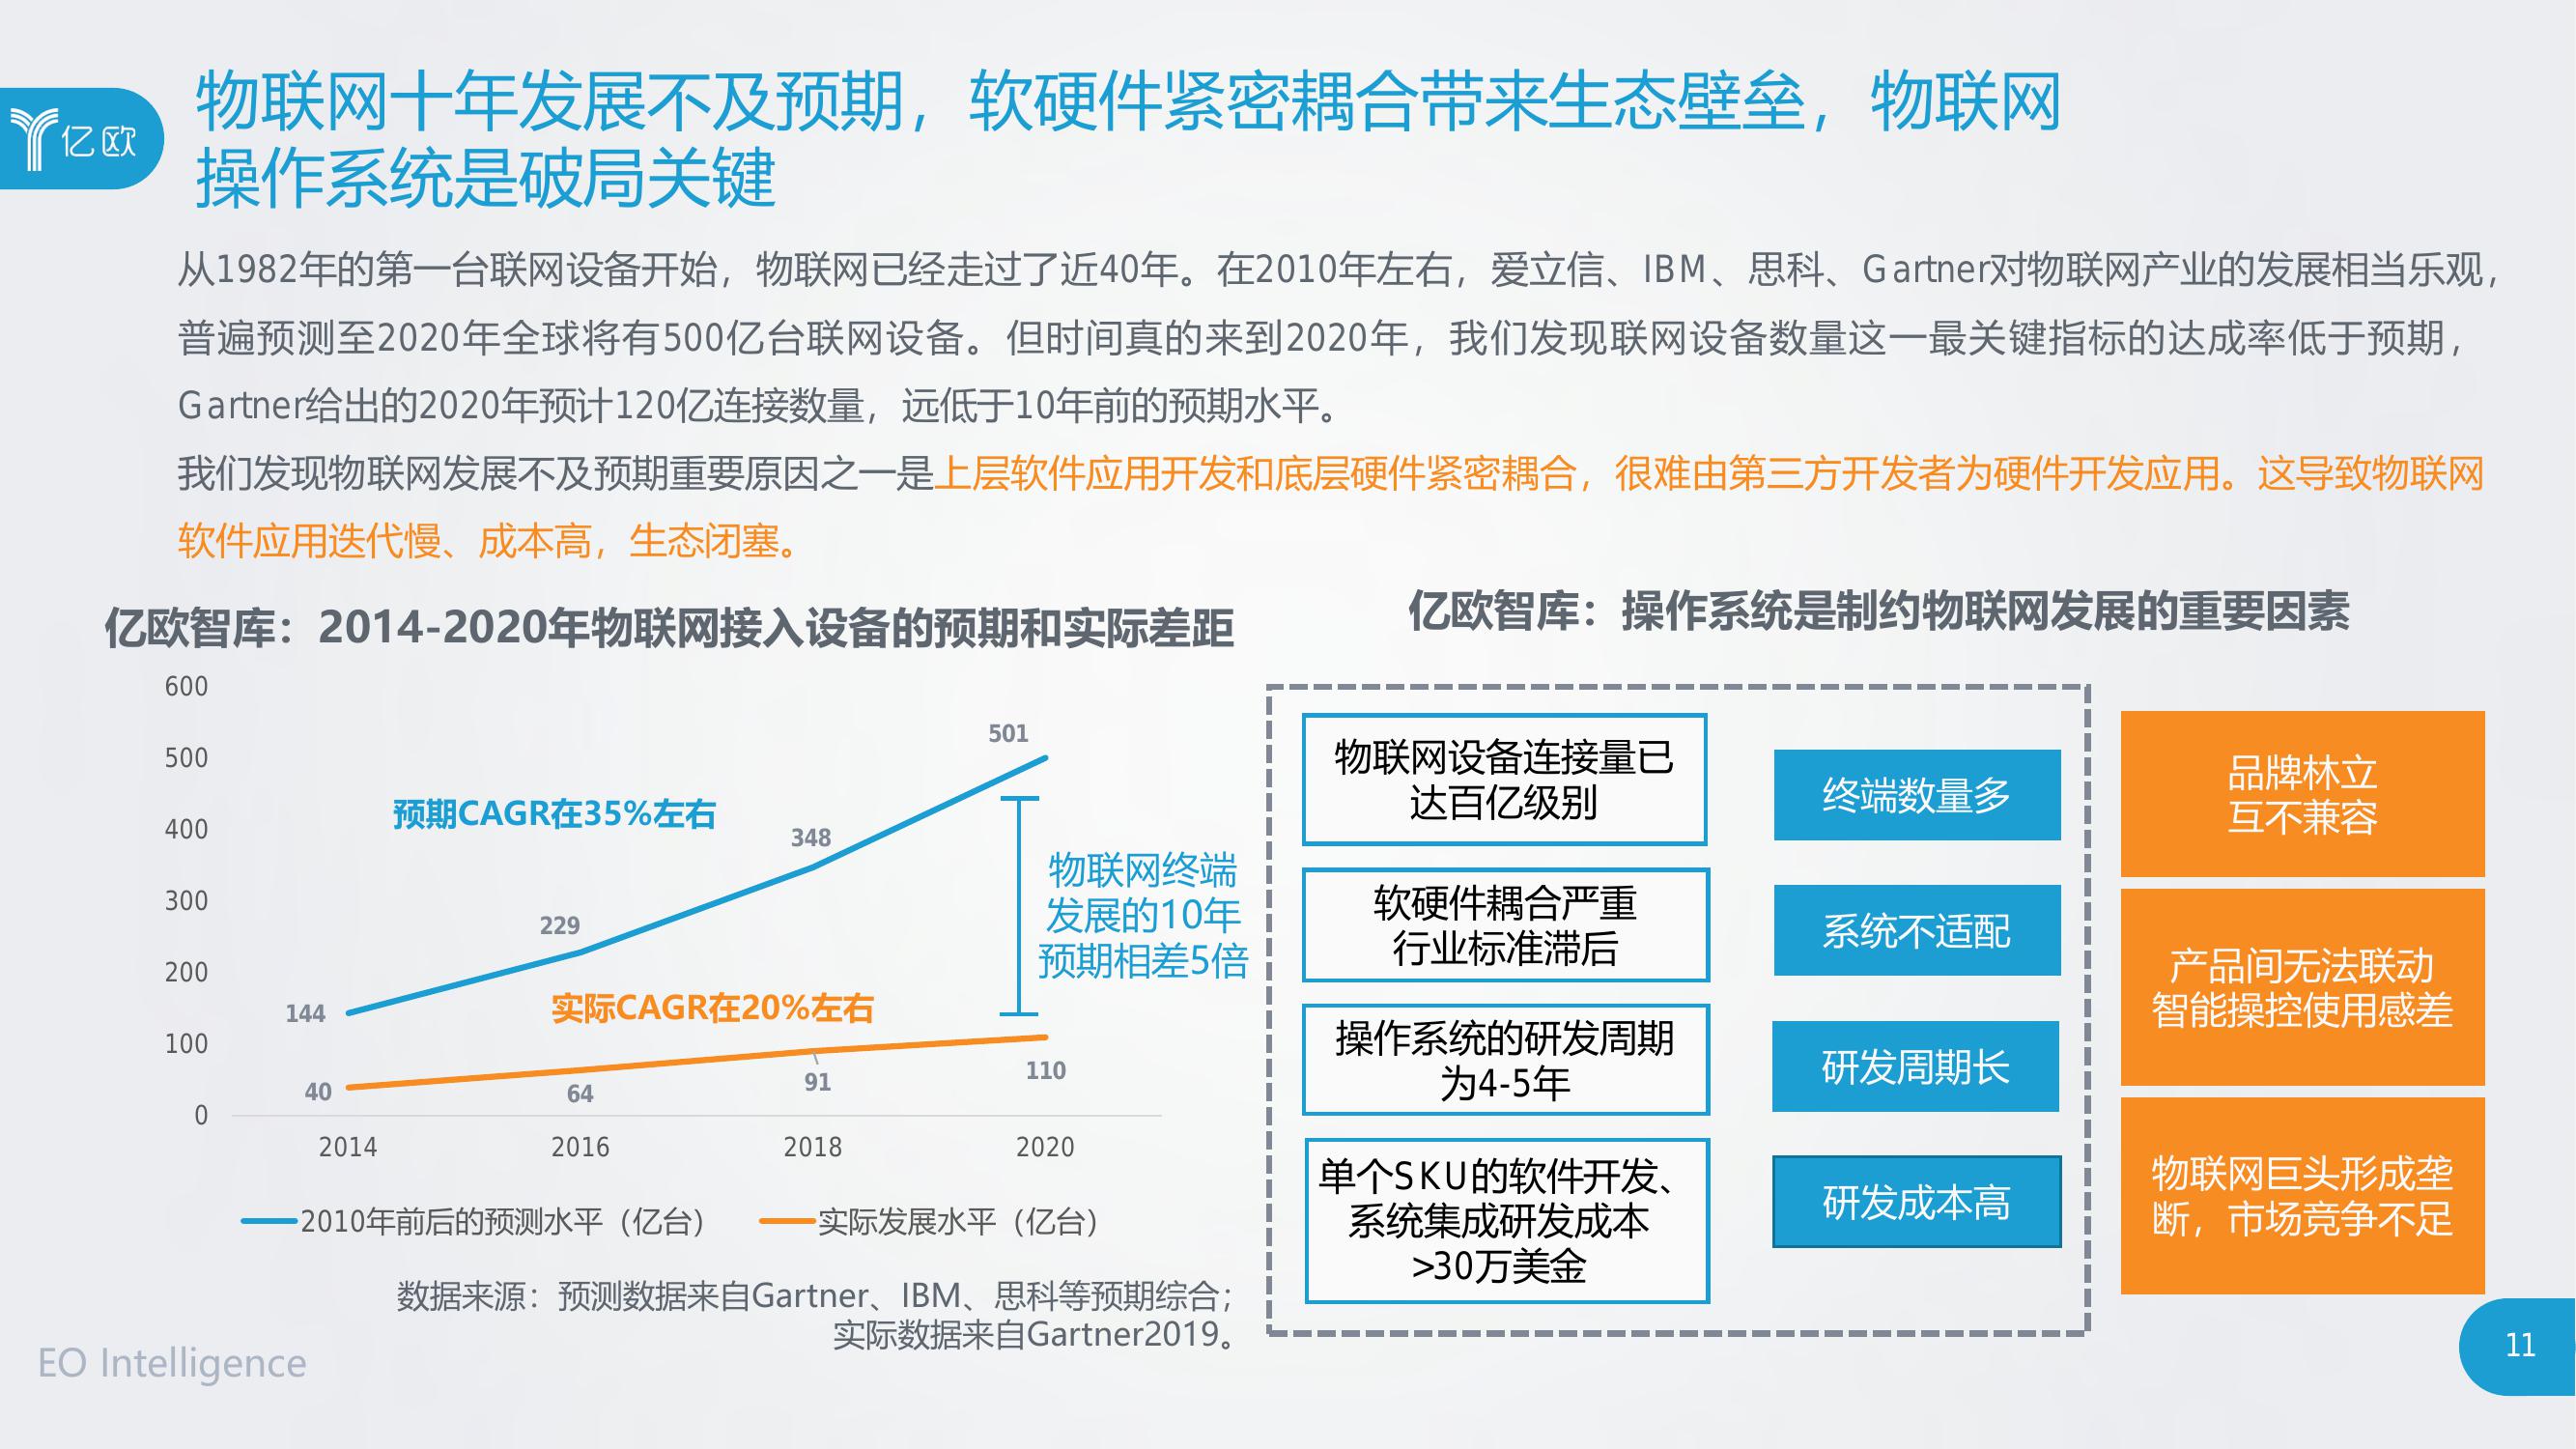 亿欧
物联网十年发展不及预期，软硬件紧密耦合带来生态壁垒，物联网
操作系统是破局关键
从1982年的第一台联网设备开始，物联网已经走过了近40年。在2010年左右，爱立信、IBM、思科、Gartner对物联网产业的发展相当乐观，
普遍预测至2020年全球将有500亿台联网设备。但时间真的来到2020年，我们发现联网设备数量这一最关键指标的达成率低于预期，
Gartner给出的2020年预计120亿连接数量，远低于10年前的预期水平。
我们发现物联网发展不及预期重要原因之一是上层软件应用开发和底层硬件紧密耦合，很难由第三方开发者为硬件开发应用。这导致物联网
软件应用迭代慢、成本高，生态闭塞。
亿欧智库：2014-2020年物联网接入设备的预期和实际差距
600
500
400
300
200
100
0
501
348
229
144
预期CAGR在35%左右
实际CAGR在20%左右
物联网终端
发展的10年
预期相差5倍
40
64
91
110
2014
2016
2018
2020
2010年前后的预测水平（亿台）
实际发展水平（亿台）
数据来源：预测数据来自Gartner、IBM、思科等预期综合；
实际数据来自Gartner2019。
亿欧智库：操作系统是制约物联网发展的重要因素
物联网设备连接量已
达百亿级别
终端数量多
软硬件耦合严重
行业标准滞后
系统不适配
操作系统的研发周期
为4-5年
研发周期长
单个SKU的软件开发、
系统集成研发成本
>30万美金
研发成本高
品牌林立
互不兼容
产品间无法联动
智能操控使用感差
物联网巨头形成垄
断，市场竞争不足
EO Intelligence
11